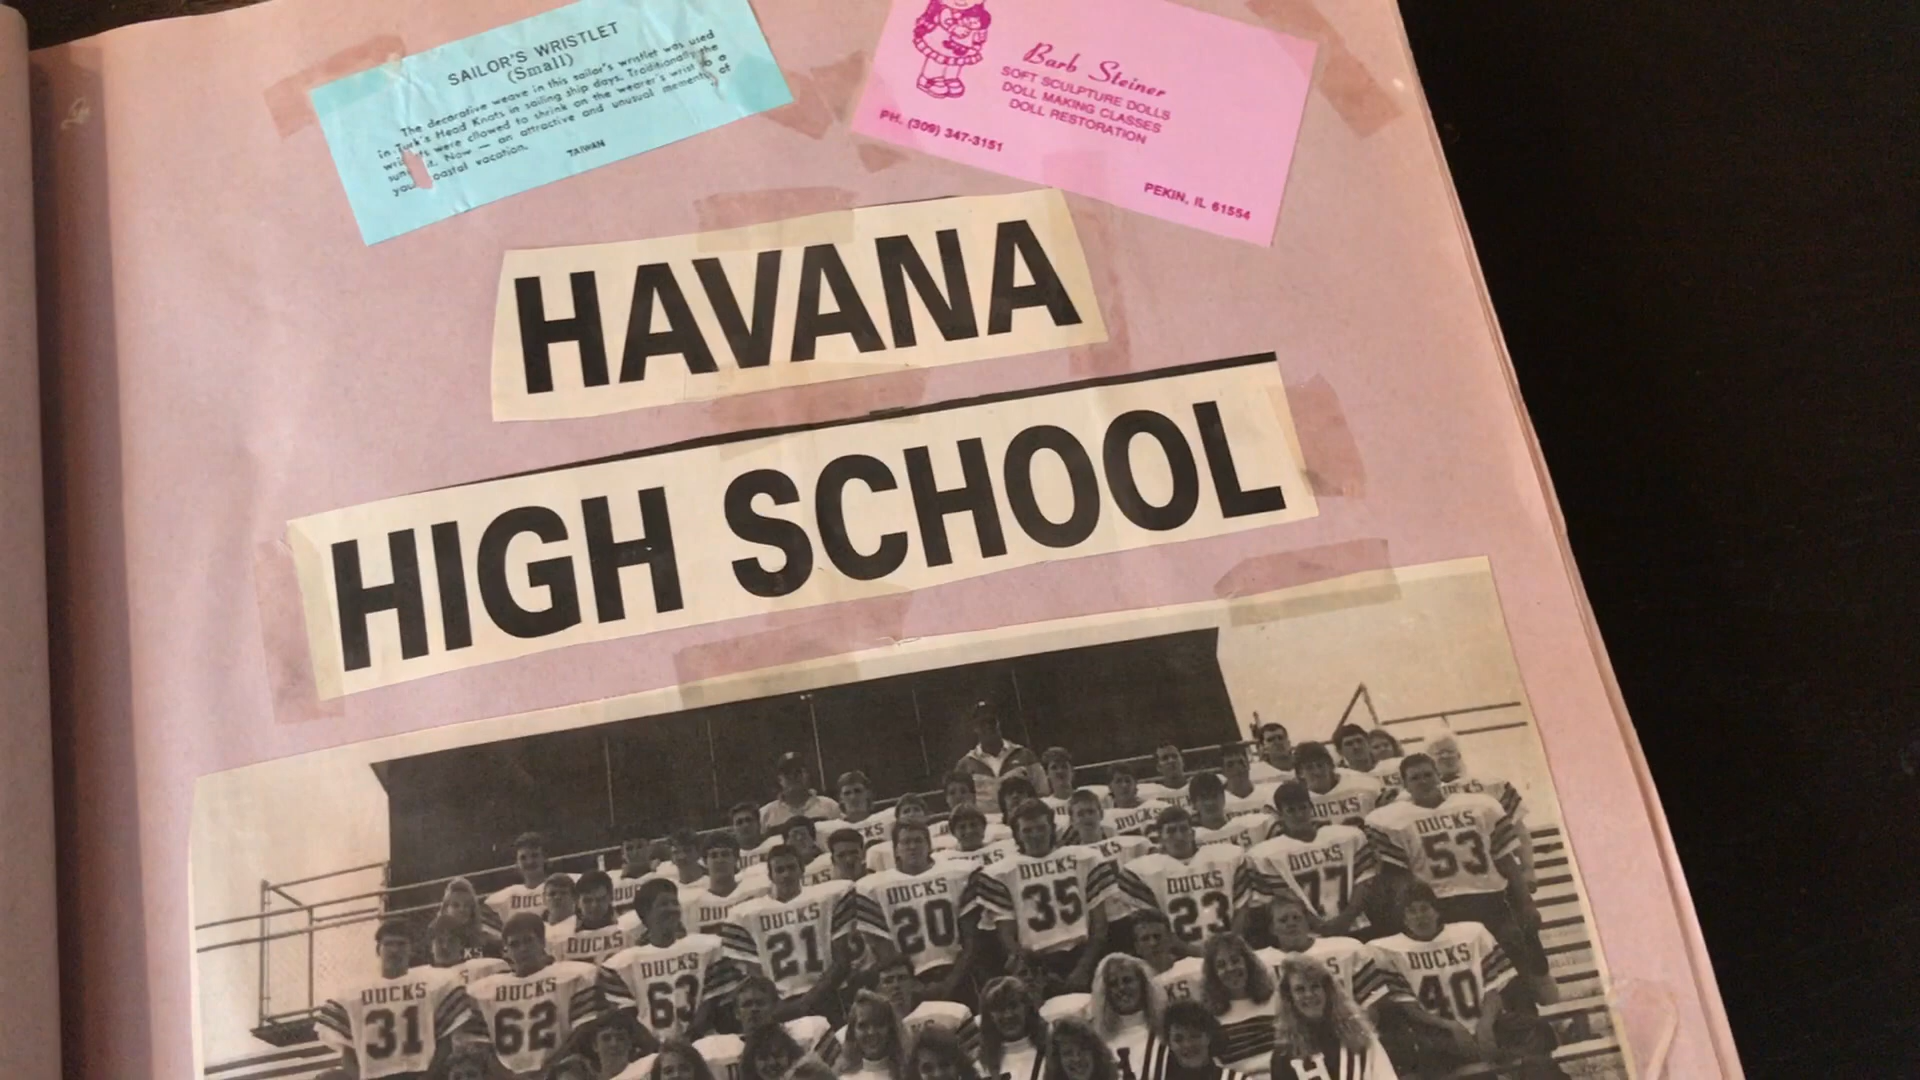 SAILOR'S WRISTLET
(Small)
The decorative weave in this sailor's wristlet was used
in Turk's Head Knots in sailing ship days. Traditionally the
were allowed to shrink on the wearer's wrist to a
it. Now — an attractive and unusual memento of
coastal vacation.
TAIWAN
Barb Steiner
SOFT SCULPTURE DOLLS
DOLL MAKING CLASSES
DOLL RESTORATION
PH. (309) 347-3151
PEKIN, IL 61554
HAVANA
HIGH SCHOOL
DUCKS
DUCKS
53
DUCKS
DUCKS
77
DUCKS
35
DUCKS
23
DUCKS
20
DUCKS
21
DUCKS
DUCKS
63
DUCKS
40
DUCKS
31
DUCKS
62
H